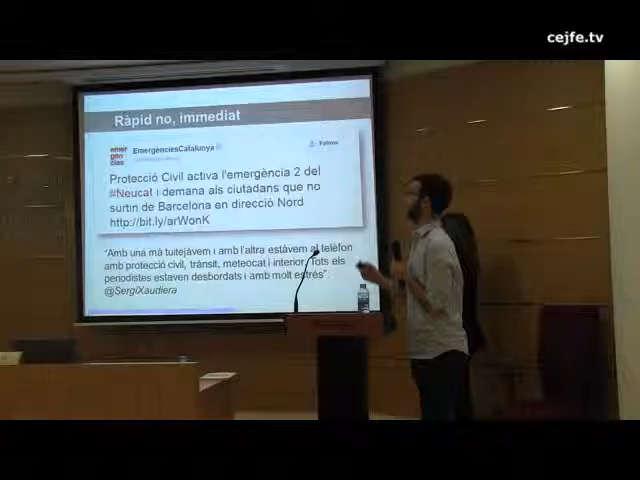 cejfe.tv
Ràpid no, immediat
emergències
EmergènciesCatalunya
Follow
Protecció Civil activa l'emergència 2 del
#Neucat i demana als ciutadans que no
surtin de Barcelona en direcció Nord
http://bit.ly/arWonK
"Amb una mà tuitejàvem i amb l'altra estàvem al telèfon
amb protecció civil, trànsit, meteocat i interior. Tots els
periodistes estaven desbordats i amb molt estrès".
@SergiXaudiera